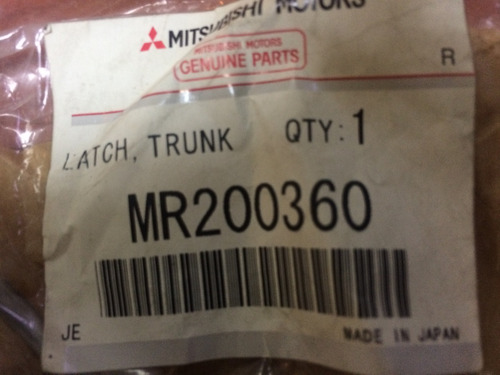 MITSUBISHI MOTORS
MITSUBISHI MOTORS
GENUINE PARTS
R
LATCH, TRUNK QTY:1
MR200360
JE MADE IN JAPAN